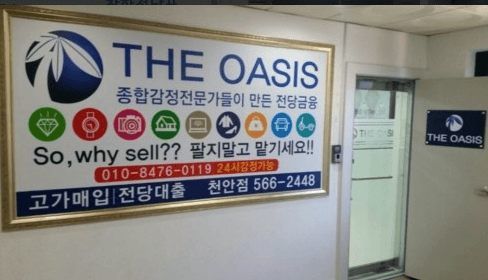 THE OASIS
종합감정전문가들이 만든 전당금융
So, why sell?? 팔지말고 맡기세요!!
010-8476-0119 24시감정가능
고가매입 | 전당대출 천안점 566-2448
THE OASIS
THE OASIS